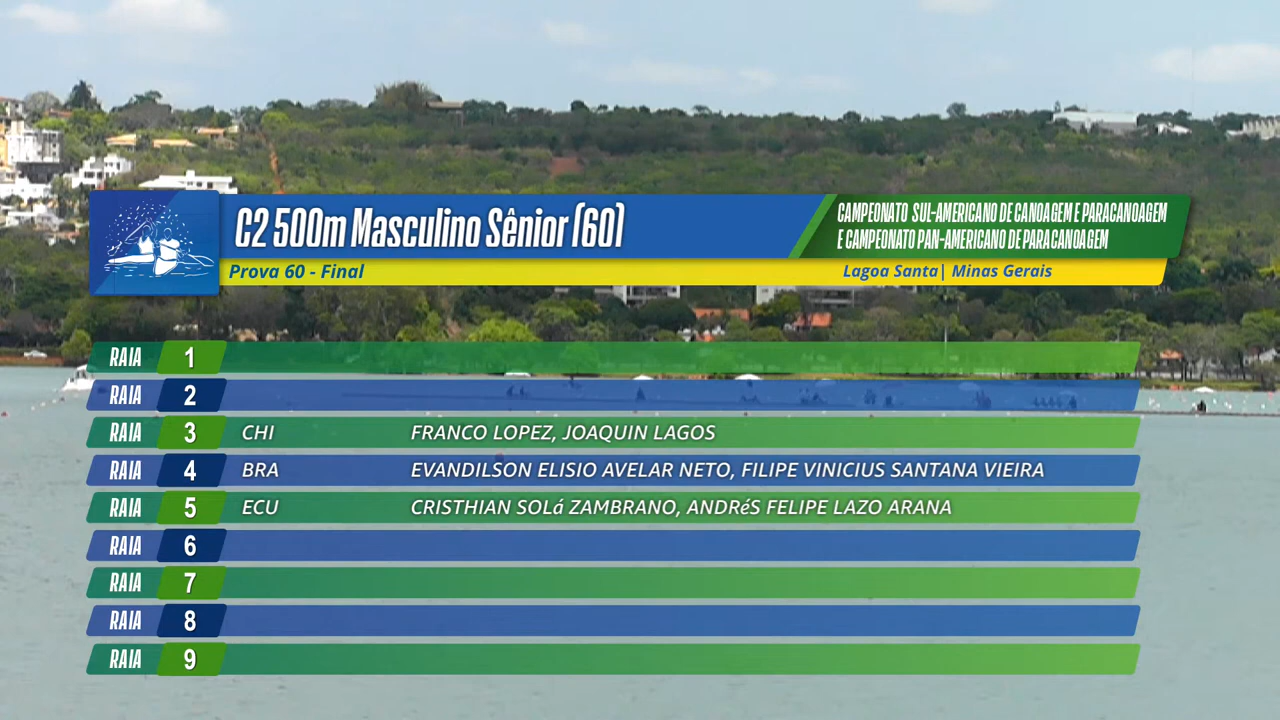 C2 500m Masculino Sênior (60)
CAMPEONATO SUL-AMERICANO DE CANOAGEM E PARACANOAGEM
E CAMPEONATO PAN-AMERICANO DE PARACANOAGEM
Prova 60 - Final
Lagoa Santa| Minas Gerais
RAIA 1
RAIA 2
RAIA 3 CHI FRANCO LOPEZ, JOAQUIN LAGOS
RAIA 4 BRA EVANDILSON ELISIO AVELAR NETO, FILIPE VINICIUS SANTANA VIEIRA
RAIA 5 ECU CRISTHIAN SOLá ZAMBRANO, ANDRéS FELIPE LAZO ARANA
RAIA 6
RAIA 7
RAIA 8
RAIA 9